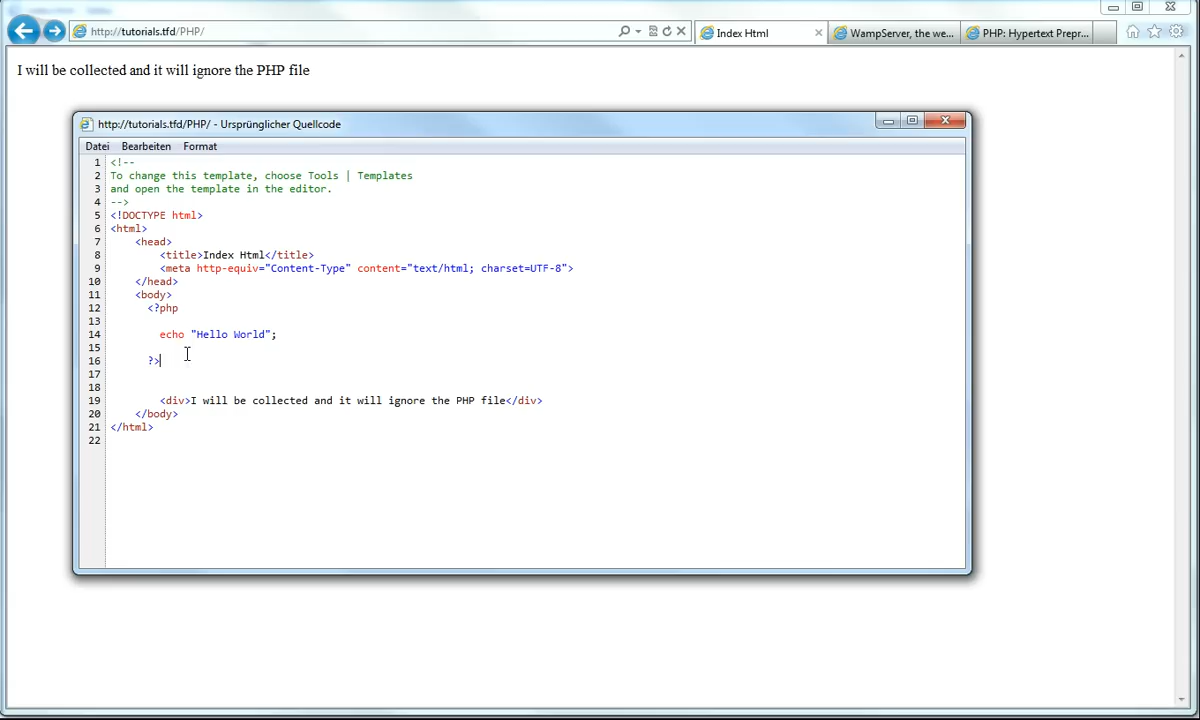 http://tutorials.tfd/PHP/
Index Html
WampServer, the we...
PHP: Hypertext Prepr...
I will be collected and it will ignore the PHP file
http://tutorials.tfd/PHP/ - Ursprünglicher Quellcode
Datei Bearbeiten Format
1 <!--
2 To change this template, choose Tools | Templates
3 and open the template in the editor.
4 -->
5 <!DOCTYPE html>
6 <html>
7 <head>
8 <title>Index Html</title>
9 <meta http-equiv="Content-Type" content="text/html; charset=UTF-8">
10 </head>
11 <body>
12 <?php
13
14 echo "Hello World";
15
16 ?>
17
18
19 <div>I will be collected and it will ignore the PHP file</div>
20 </body>
21 </html>
22